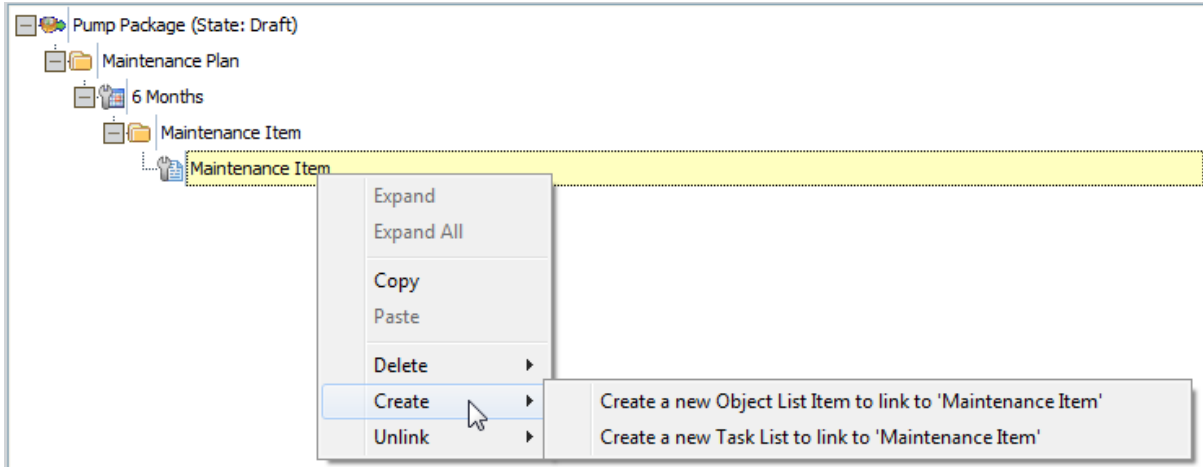 Pump Package (State: Draft)
Maintenance Plan
6 Months
Maintenance Item
Maintenance Item
Expand
Expand All
Copy
Paste
Delete
Create
Create a new Object List Item to link to 'Maintenance Item'
Unlink
Create a new Task List to link to 'Maintenance Item'